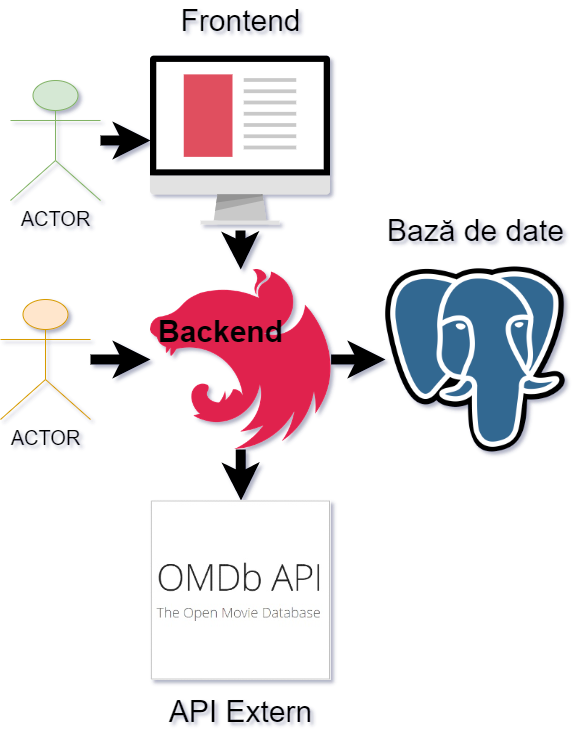 Frontend
ACTOR
Bază de date
Backend
ACTOR
OMDb API
The Open Movie Database
API Extern